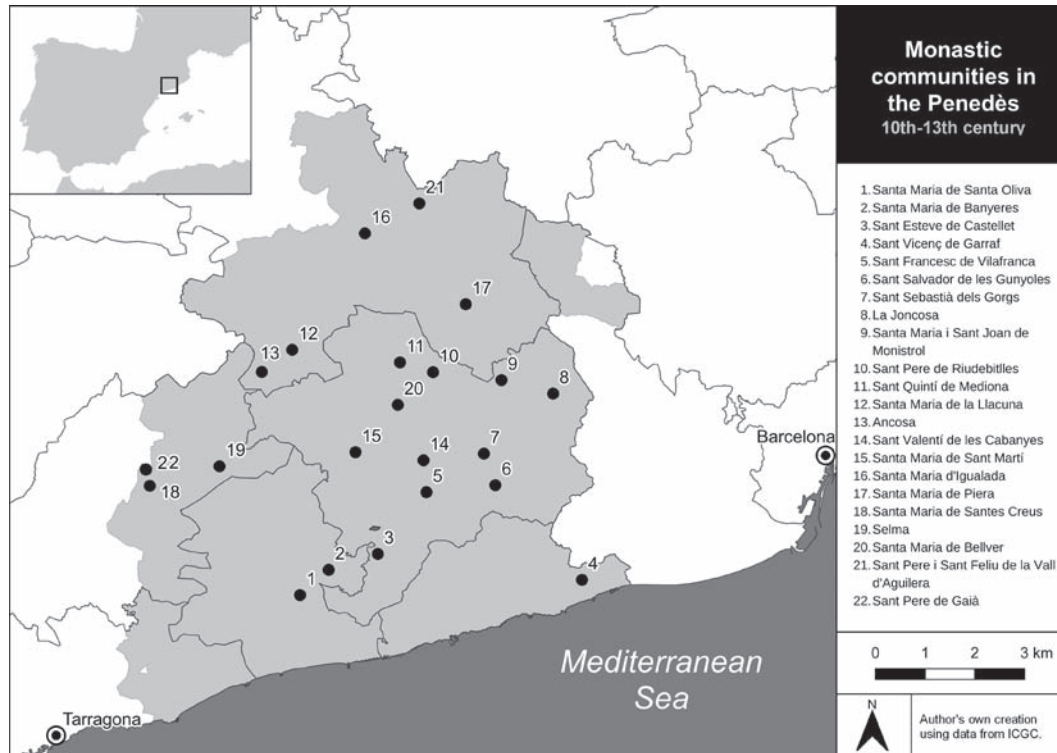 Monastic
communities in
the Penedès
10th-13th century
1. Santa Maria de Santa Oliva
2. Santa Maria de Banyeres
3. Sant Esteve de Castellet
4. Sant Vicenç de Garraf
5. Sant Francesc de Vilafranca
6. Sant Salvador de les Gunyoles
7. Sant Sebastià dels Gorgs
8. La Joncosa
9. Santa Maria i Sant Joan de
Monistrol
10. Sant Pere de Riudebitlles
11. Sant Quintí de Mediona
12. Santa Maria de la Llacuna
13. Ancosa
14. Sant Valentí de les Cabanyes
15. Santa Maria de Sant Martí
16. Santa Maria d'Igualada
17. Santa Maria de Piera
18. Santa Maria de Santes Creus
19. Selma
20. Santa Maria de Bellver
21. Sant Pere i Sant Feliu de la Vall
d'Aguilera
22. Sant Pere de Gaià
0 1 2 3 km
N
Author's own creation
using data from ICGC.
21
16
17
12
13
11
10
9
8
20
15
14
7
19
22
18
5
6
Barcelona
3
2
1
4
Mediterranean
Sea
Tarragona